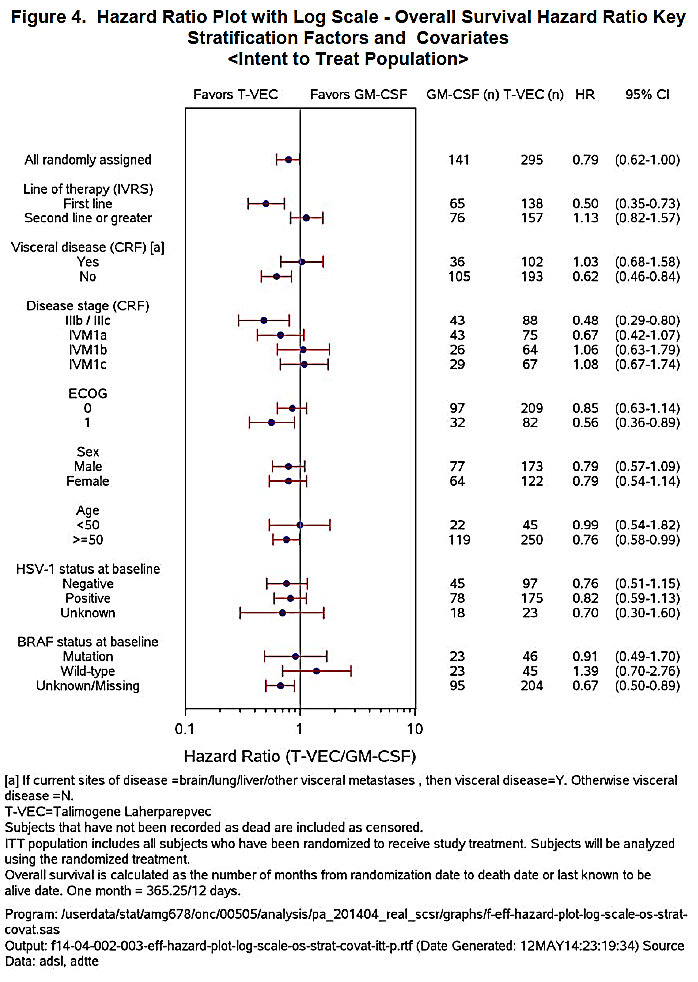 Figure 4.  Hazard Ratio Plot with Log Scale - Overall Survival Hazard Ratio Key
Stratification Factors and  Covariates
<Intent to Treat Population>
Favors T-VEC Favors GM-CSF GM-CSF (n) T-VEC (n) HR 95% CI
All randomly assigned 141 295 0.79 (0.62-1.00)
Line of therapy (IVRS)
First line 65 138 0.50 (0.35-0.73)
Second line or greater 76 157 1.13 (0.82-1.57)
Visceral disease (CRF) [a]
Yes 36 102 1.03 (0.68-1.58)
No 105 193 0.62 (0.46-0.84)
Disease stage (CRF)
IIIb / IIIc 43 88 0.48 (0.29-0.80)
IVM1a 43 75 0.67 (0.42-1.07)
IVM1b 26 64 1.06 (0.63-1.79)
IVM1c 29 67 1.08 (0.67-1.74)
ECOG
0 97 209 0.85 (0.63-1.14)
1 32 82 0.56 (0.36-0.89)
Sex
Male 77 173 0.79 (0.57-1.09)
Female 64 122 0.79 (0.54-1.14)
Age
<50 22 45 0.99 (0.54-1.82)
>=50 119 250 0.76 (0.58-0.99)
HSV-1 status at baseline
Negative 45 97 0.76 (0.51-1.15)
Positive 78 175 0.82 (0.59-1.13)
Unknown 18 23 0.70 (0.30-1.60)
BRAF status at baseline
Mutation 23 46 0.91 (0.49-1.70)
Wild-type 23 45 1.39 (0.70-2.76)
Unknown/Missing 95 204 0.67 (0.50-0.89)
0.1 1 10
Hazard Ratio (T-VEC/GM-CSF)
[a] If current sites of disease =brain/lung/liver/other visceral metastases , then visceral disease=Y. Otherwise visceral
disease =N.
T-VEC=Talimogene Laherparepvec
Subjects that have not been recorded as dead are included as censored.
ITT population includes all subjects who have been randomized to receive study treatment. Subjects will be analyzed
using the randomized treatment.
Overall survival is calculated as the number of months from randomization date to death date or last known to be
alive date. One month = 365.25/12 days.
Program: /userdata/stat/amg678/onc/00505/analysis/pa_201404_real_scsr/graphs/f-eff-hazard-plot-log-scale-os-strat-
covat.sas
Output: f14-04-002-003-eff-hazard-plot-log-scale-os-strat-covat-itt-p.rtf (Date Generated: 12MAY14:23:19:34) Source
Data: adsl, adtte